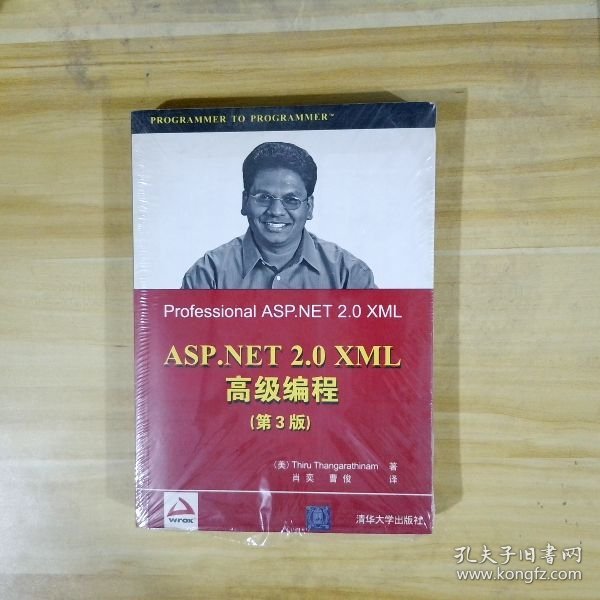 PROGRAMMER TO PROGRAMMER™
Professional ASP.NET 2.0 XML
ASP.NET 2.0 XML
高级编程
(第3版)
(美) Thiru Thangarathinam 著
肖奕 曹俊 译
wrox™
清华大学出版社
孔夫子旧书网
www.kongfz.com